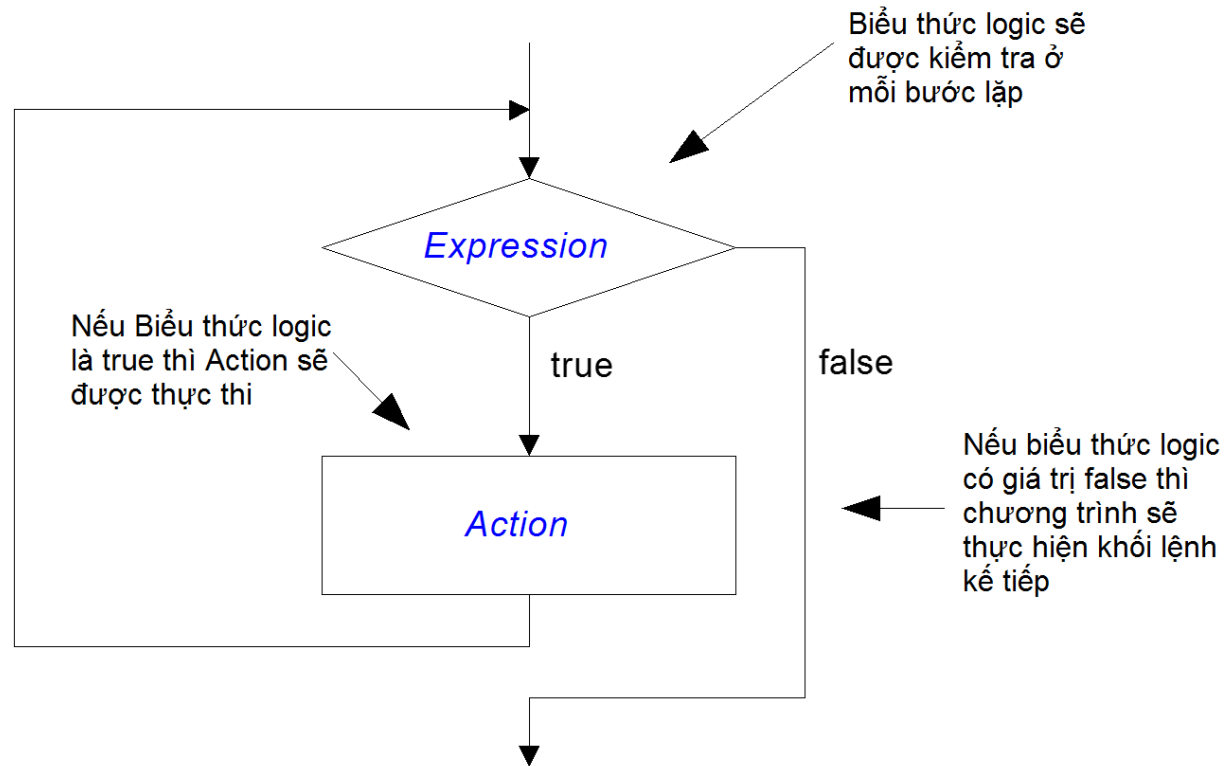 Biểu thức logic sẽ
được kiểm tra ở
mỗi bước lặp
Expression
Nếu Biểu thức logic
là true thì Action sẽ
được thực thi
true
false
Nếu biểu thức logic
có giá trị false thì
chương trình sẽ
thực hiện khối lệnh
kế tiếp
Action